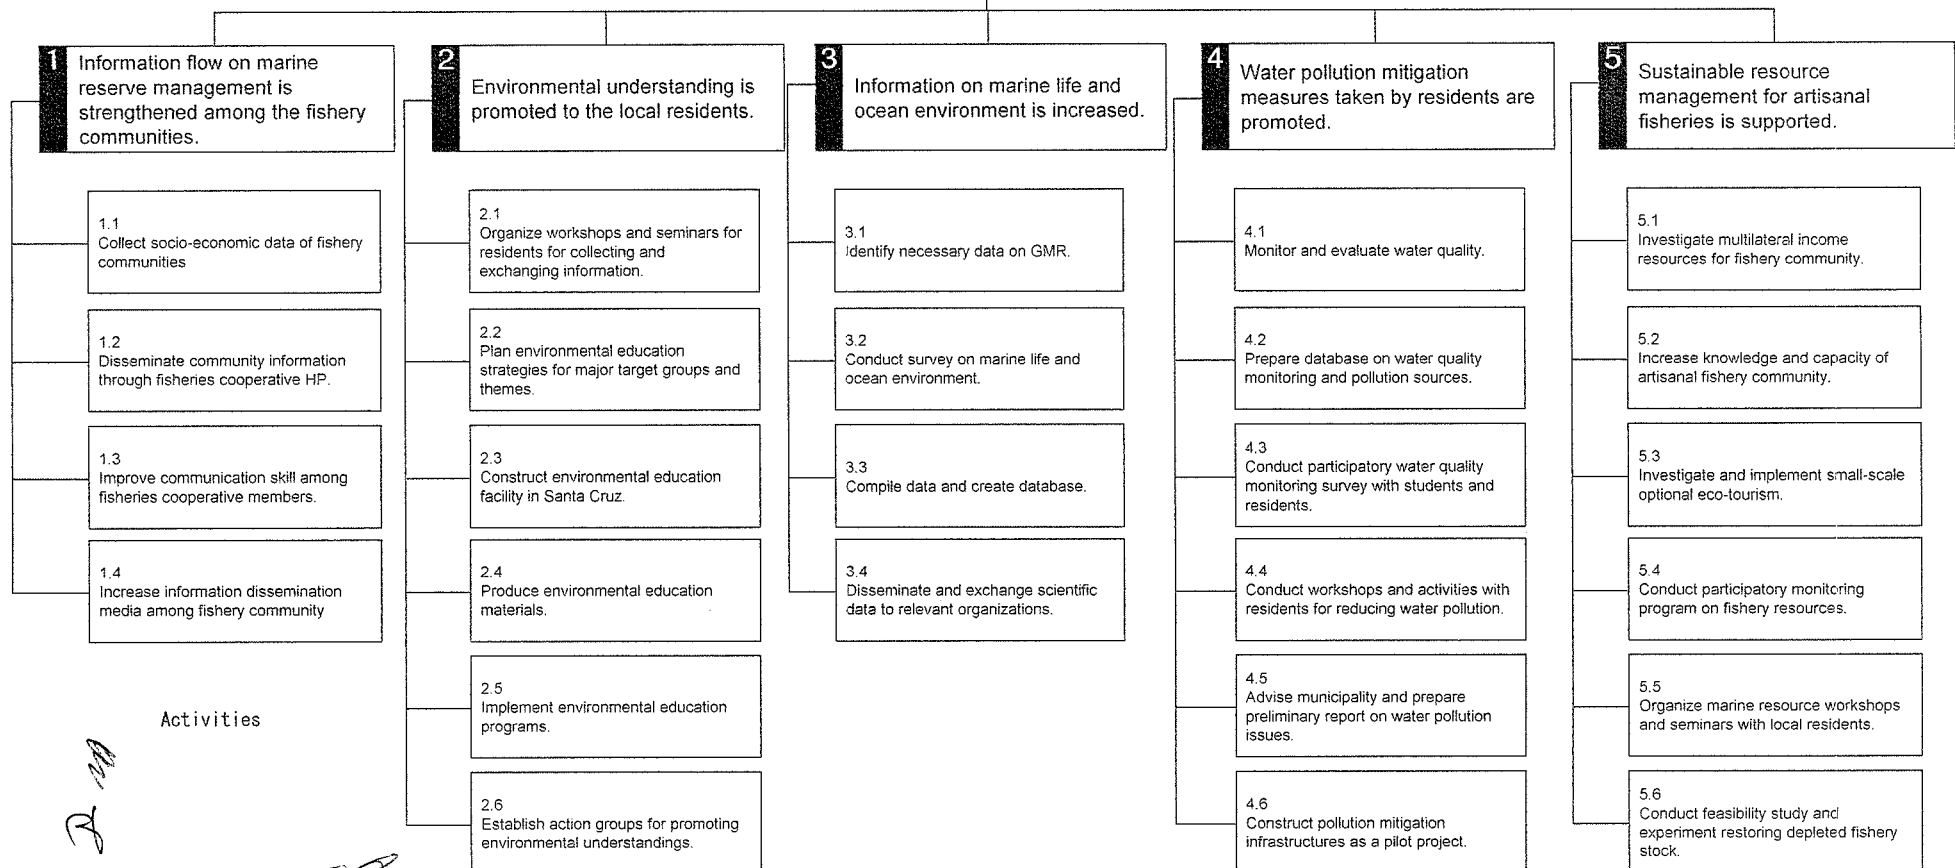 1
Information flow on marine
reserve management is
strengthened among the fishery
communities.
1.1
Collect socio-economic data of fishery
communities
1.2
Disseminate community information
through fisheries cooperative HP.
1.3
Improve communication skill among
fisheries cooperative members.
1.4
Increase information dissemination
media among fishery community
Activities
2
Environmental understanding is
promoted to the local residents.
2.1
Organize workshops and seminars for
residents for collecting and
exchanging information.
2.2
Plan environmental education
strategies for major target groups and
themes.
2.3
Construct environmental education
facility in Santa Cruz.
2.4
Produce environmental education
materials.
2.5
Implement environmental education
programs.
2.6
Establish action groups for promoting
environmental understandings.
3
Information on marine life and
ocean environment is increased.
3.1
Identify necessary data on GMR.
3.2
Conduct survey on marine life and
ocean environment.
3.3
Compile data and create database.
3.4
Disseminate and exchange scientific
data to relevant organizations.
4
Water pollution mitigation
measures taken by residents are
promoted.
4.1
Monitor and evaluate water quality.
4.2
Prepare database on water quality
monitoring and pollution sources.
4.3
Conduct participatory water quality
monitoring survey with students and
residents.
4.4
Conduct workshops and activities with
residents for reducing water pollution.
4.5
Advise municipality and prepare
preliminary report on water pollution
issues.
4.6
Construct pollution mitigation
infrastructures as a pilot project.
5
Sustainable resource
management for artisanal
fisheries is supported.
5.1
Investigate multilateral income
resources for fishery community.
5.2
Increase knowledge and capacity of
artisanal fishery community.
5.3
Investigate and implement small-scale
optional eco-tourism.
5.4
Conduct participatory monitoring
program on fishery resources.
5.5
Organize marine resource workshops
and seminars with local residents.
5.6
Conduct feasibility study and
experiment restoring depleted fishery
stock.